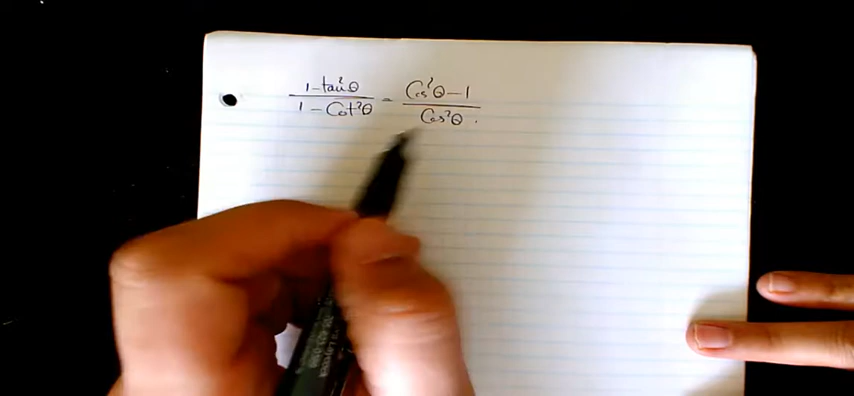 1-tan²θ / 1-Cot²θ = Cos²θ-1 / Cos²θ.